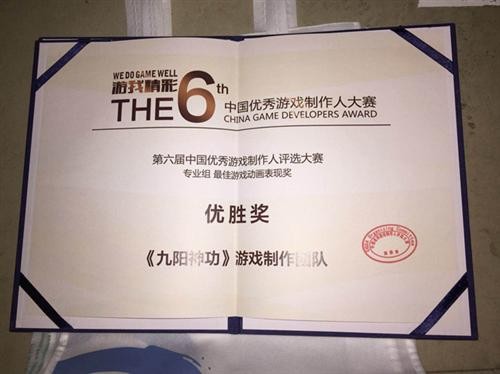 WE DO GAME WELL
游我精彩
THE 6th
中国优秀游戏制作人大赛
CHINA GAME DEVELOPERS AWARD
第六届中国优秀游戏制作人评选大赛
专业组 最佳游戏动画表现奖
优胜奖
《九阳神功》游戏制作团队